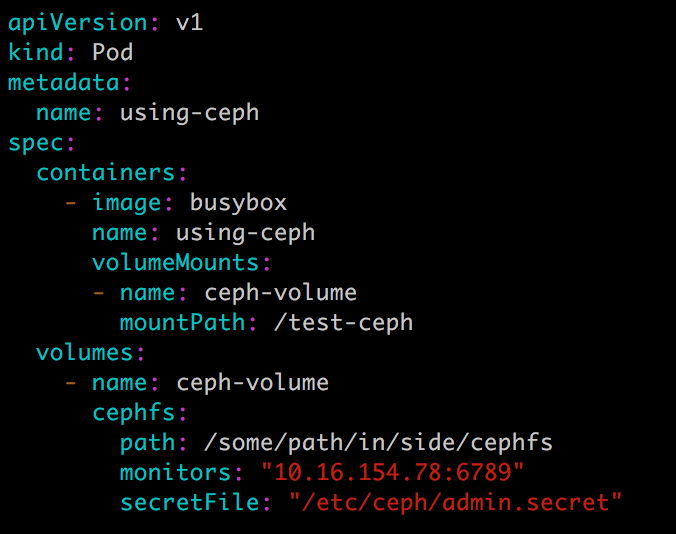 apiVersion: v1
kind: Pod
metadata:
  name: using-ceph
spec:
  containers:
    - image: busybox
      name: using-ceph
      volumeMounts:
      - name: ceph-volume
        mountPath: /test-ceph
  volumes:
    - name: ceph-volume
      cephfs:
        path: /some/path/in/side/cephfs
        monitors: "10.16.154.78:6789"
        secretFile: "/etc/ceph/admin.secret"